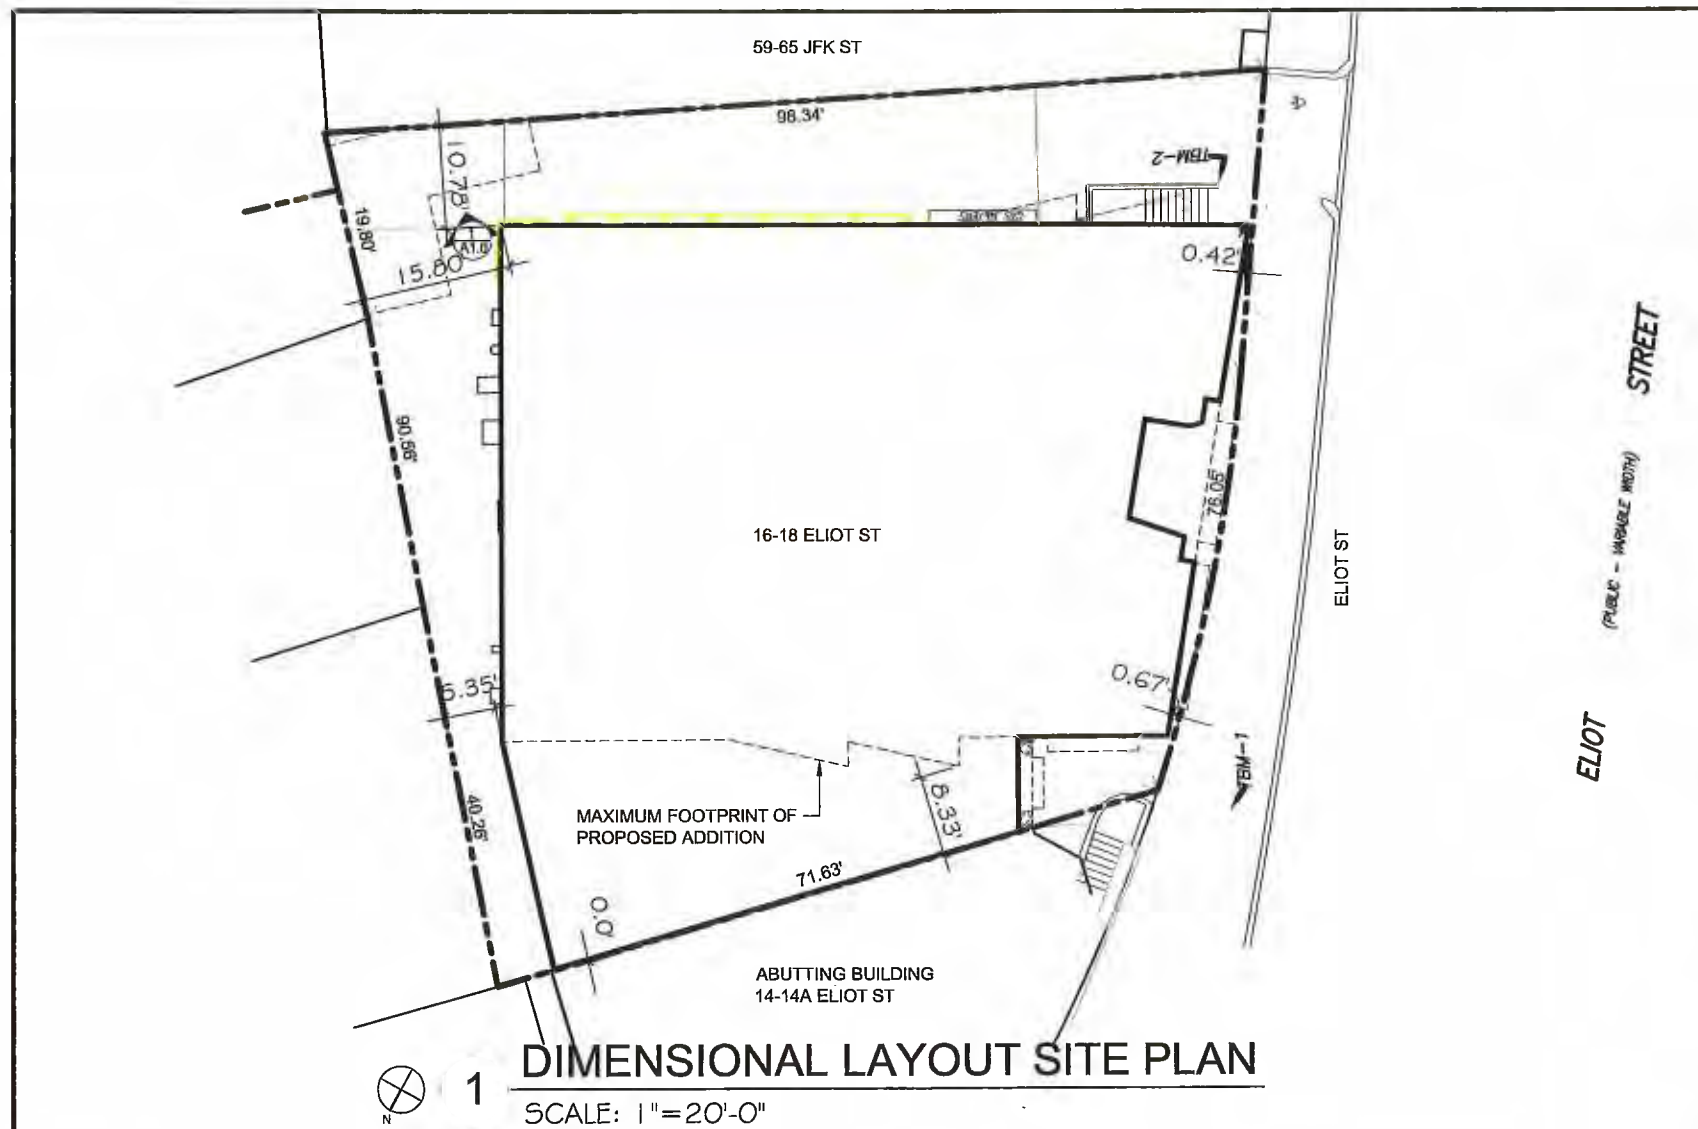 59-65 JFK ST
98.34'
TBM-2
10.78'
19.80'
1
A1.0
15.80'
0.42'
90.56'
76.05'
16-18 ELIOT ST
ELIOT ST
ELIOT STREET
(PUBLIC - VARIABLE WIDTH)
0.67'
TBM-1
MAXIMUM FOOTPRINT OF
PROPOSED ADDITION
8.33'
40.26'
71.63'
0.0'
ABUTTING BUILDING
14-14A ELIOT ST
N
1 DIMENSIONAL LAYOUT SITE PLAN
SCALE: 1"=20'-0"